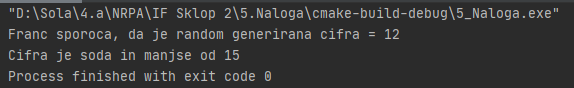 "D:\Sola\4.a\NRPA\IF Sklop 2\5.Naloga\cmake-build-debug\5_Naloga.exe"
Franc sporoca, da je random generirana cifra = 12
Cifra je soda in manjse od 15
Process finished with exit code 0